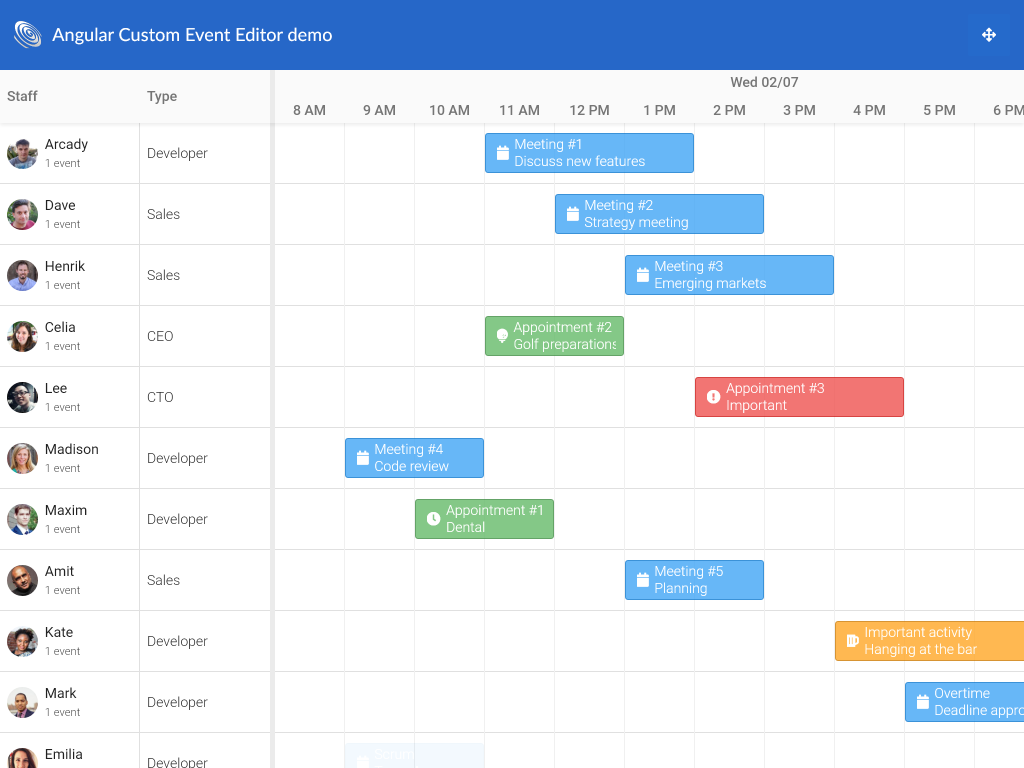 Angular Custom Event Editor demo
Staff
Type
Wed 02/07
8 AM 9 AM 10 AM 11 AM 12 PM 1 PM 2 PM 3 PM 4 PM 5 PM 6 PM
Arcady
1 event
Developer
Meeting #1
Discuss new features
Dave
1 event
Sales
Meeting #2
Strategy meeting
Henrik
1 event
Sales
Meeting #3
Emerging markets
Celia
1 event
CEO
Appointment #2
Golf preparations
Lee
1 event
CTO
Appointment #3
Important
Madison
1 event
Developer
Meeting #4
Code review
Maxim
1 event
Developer
Appointment #1
Dental
Amit
1 event
Sales
Meeting #5
Planning
Kate
1 event
Developer
Important activity
Hanging at the bar
Mark
1 event
Developer
Overtime
Deadline appro
Emilia
Developer
Scrum